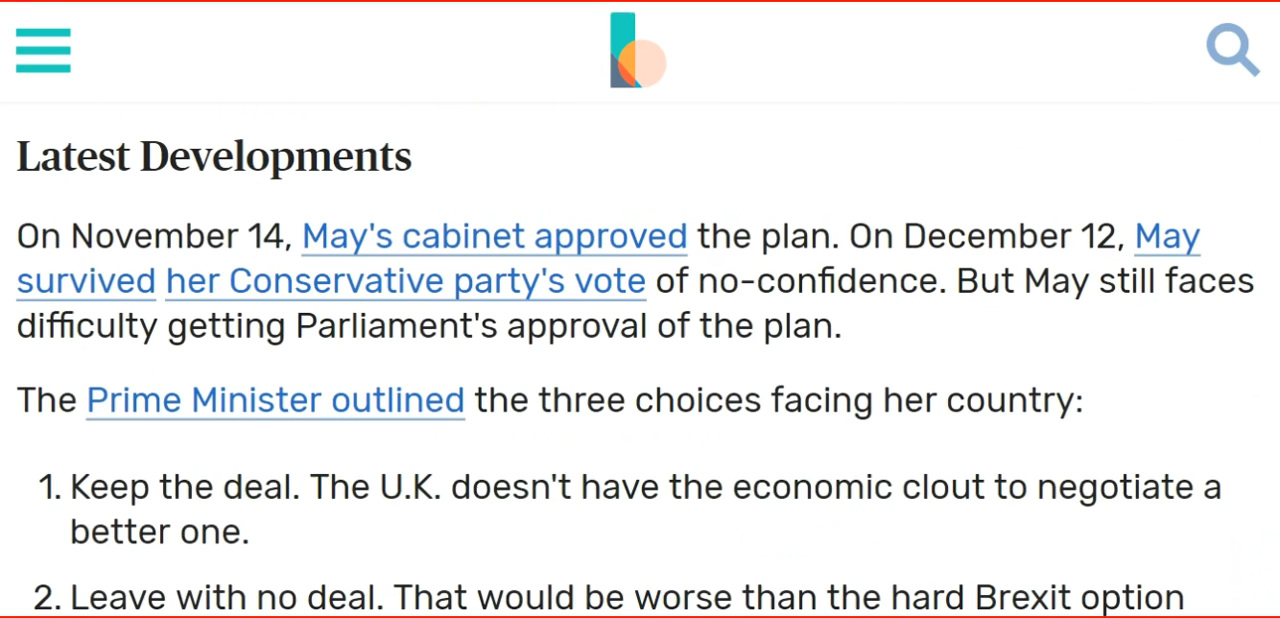 Latest Developments
On November 14, May's cabinet approved the plan. On December 12, May
survived her Conservative party's vote of no-confidence. But May still faces
difficulty getting Parliament's approval of the plan.
The Prime Minister outlined the three choices facing her country:
1. Keep the deal. The U.K. doesn't have the economic clout to negotiate a
better one.
2. Leave with no deal. That would be worse than the hard Brexit option